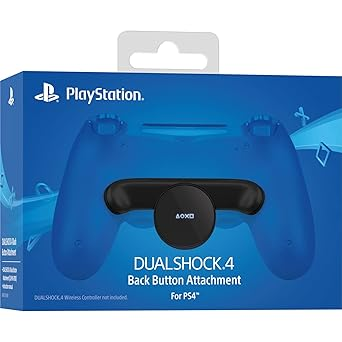 PlayStation®
DUALSHOCK®4
Back Button Attachment
For PS4™
DUALSHOCK®4 Wireless Controller not included.